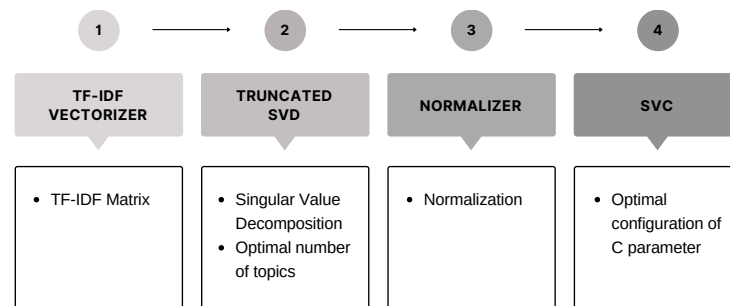 1
2
3
4
TF-IDF
VECTORIZER
TRUNCATED
SVD
NORMALIZER
SVC
• TF-IDF Matrix
• Singular Value
Decomposition
• Optimal number
of topics
• Normalization
• Optimal
configuration of
C parameter